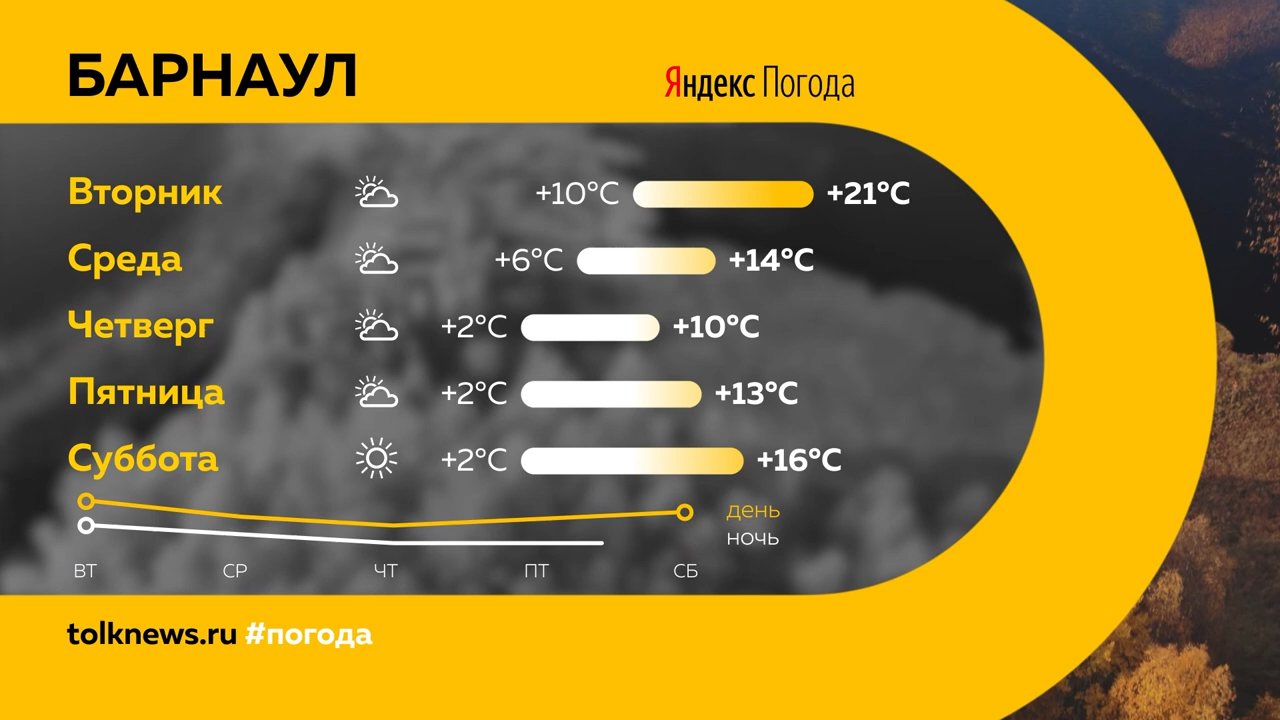 БАРНАУЛ
Яндекс Погода
Вторник +10°C +21°C
Среда +6°C +14°C
Четверг +2°C +10°C
Пятница +2°C +13°C
Суббота +2°C +16°C
день
ночь
ВТ СР ЧТ ПТ СБ
tolknews.ru #погода